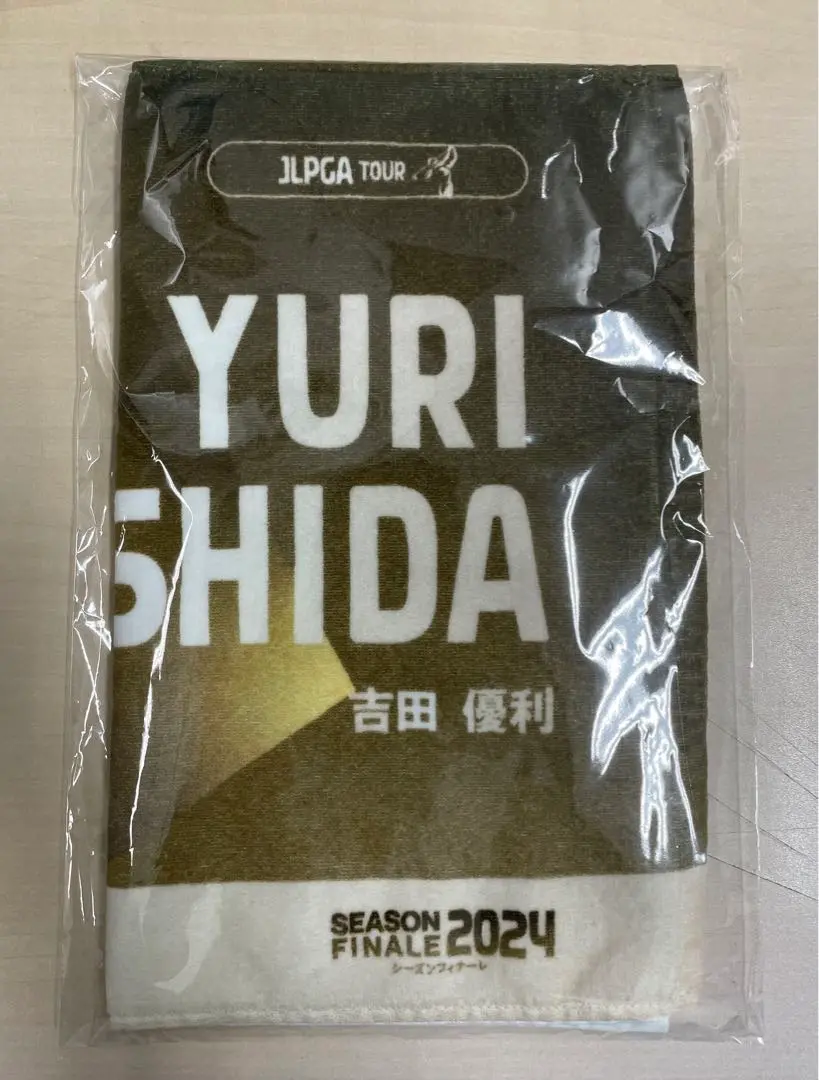 JLPGA TOUR
YURI
SHIDA
吉田 優利
SEASON
FINALE 2024
シーズンフィナーレ